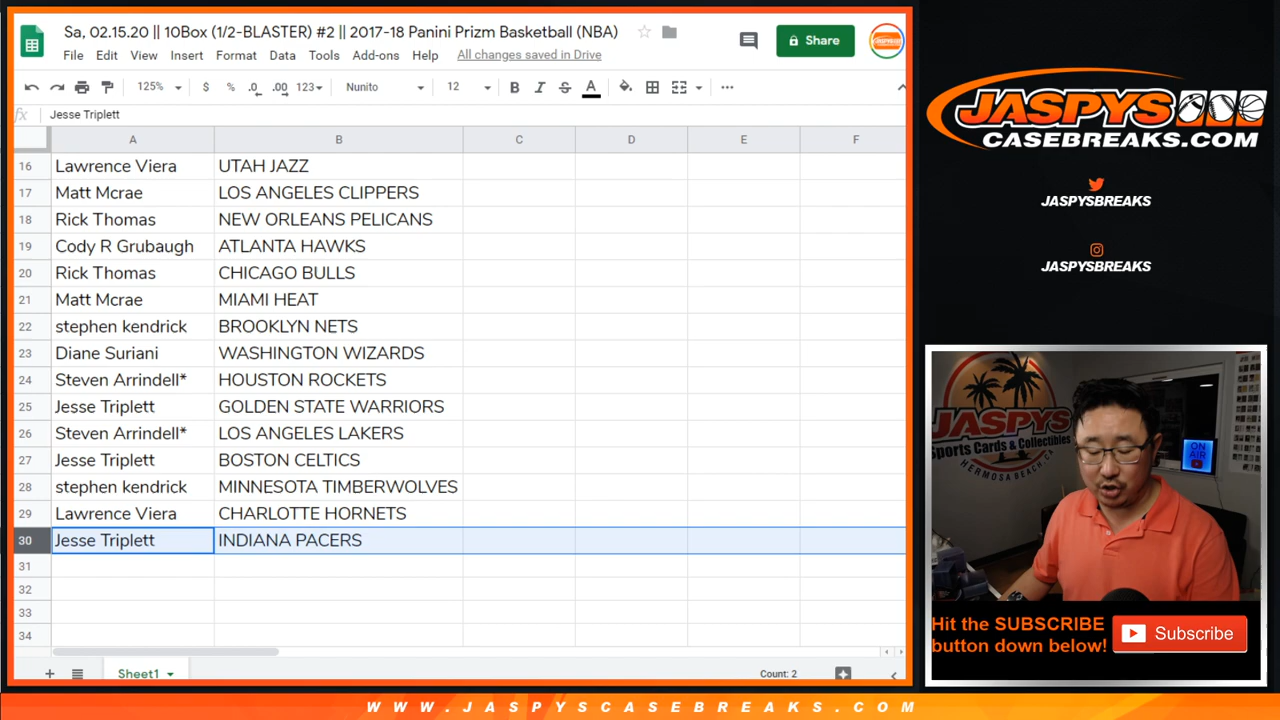 Sa, 02.15.20 || 10Box (1/2-BLASTER) #2 || 2017-18 Panini Prizm Basketball (NBA)
File Edit View Insert Format Data Tools Add-ons Help All changes saved in Drive
Share
125% $ % .0 .00 123 Nunito 12 B I S A
fx Jesse Triplett
A B C D E F
16 Lawrence Viera UTAH JAZZ
17 Matt Mcrae LOS ANGELES CLIPPERS
18 Rick Thomas NEW ORLEANS PELICANS
19 Cody R Grubaugh ATLANTA HAWKS
20 Rick Thomas CHICAGO BULLS
21 Matt Mcrae MIAMI HEAT
22 stephen kendrick BROOKLYN NETS
23 Diane Suriani WASHINGTON WIZARDS
24 Steven Arrindell* HOUSTON ROCKETS
25 Jesse Triplett GOLDEN STATE WARRIORS
26 Steven Arrindell* LOS ANGELES LAKERS
27 Jesse Triplett BOSTON CELTICS
28 stephen kendrick MINNESOTA TIMBERWOLVES
29 Lawrence Viera CHARLOTTE HORNETS
30 Jesse Triplett INDIANA PACERS
31
32
33
34
Sheet1
Count: 2
JASPYS
CASEBREAKS.COM
JASPYSBREAKS
JASPYSBREAKS
JASPYS
Sports Cards & Collectibles
HERMOSA BEACH, CA
ON
AIR
Hit the SUBSCRIBE
button down below!
Subscribe
WWW.JASPYSCASEBREAKS.COM